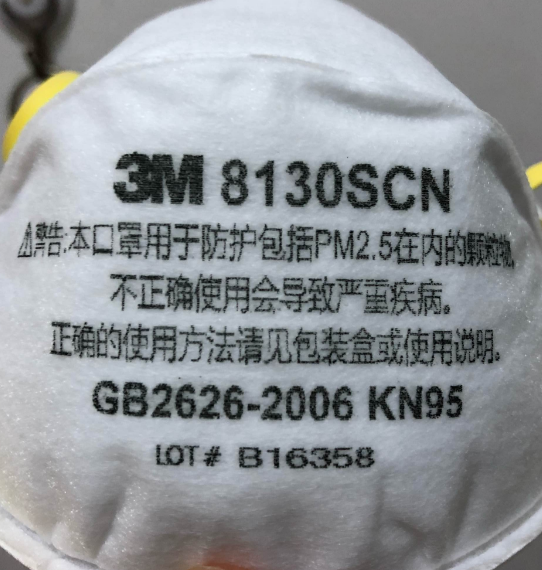 3M 8130SCN
⚠警告:本口罩用于防护包括PM2.5在内的颗粒物,
不正确使用会导致严重疾病。
正确的使用方法请见包装盒或使用说明。
GB2626-2006 KN95
LOT# B16358